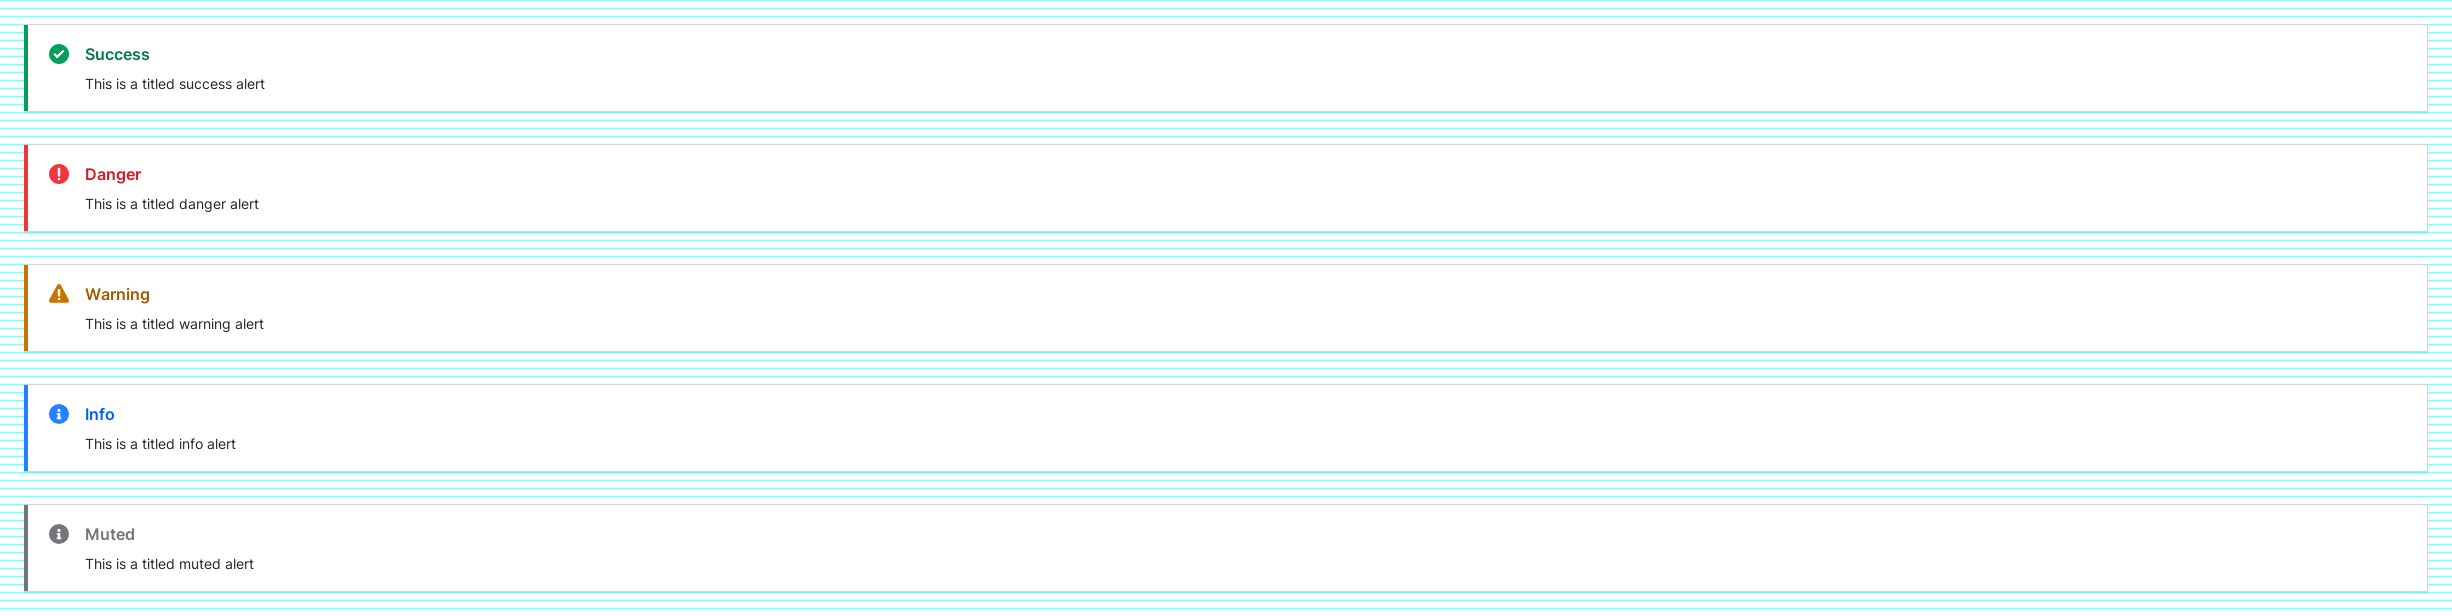 Success
This is a titled success alert
Danger
This is a titled danger alert
Warning
This is a titled warning alert
Info
This is a titled info alert
Muted
This is a titled muted alert